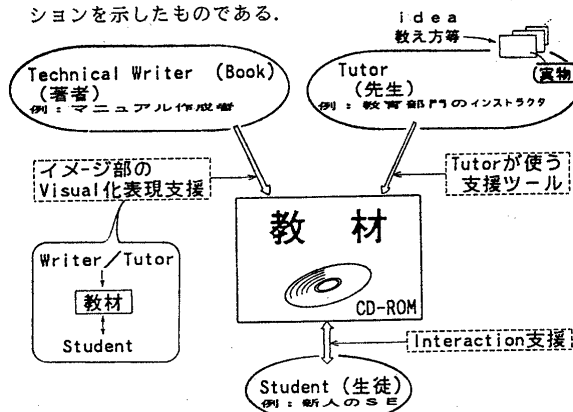 ションを示したものである．
idea
教え方等
実物
Technical Writer (Book)
(著者)
例：マニュアル作成者
Tutor
(先生)
例：教育部門のインストラクタ
イメージ部の
Visual化表現支援
Tutorが使う
支援ツール
教 材
CD-ROM
Writer／Tutor
教材
Student
Interaction支援
Student (生徒)
例：新人のSE